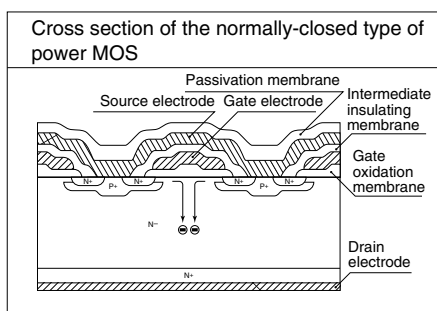 Cross section of the normally-closed type of
power MOS
Passivation membrane
Source electrode
Gate electrode
Intermediate
insulating
membrane
Gate
oxidation
membrane
N+
P+
N+
N+
P+
N+
N−
N+
Drain
electrode